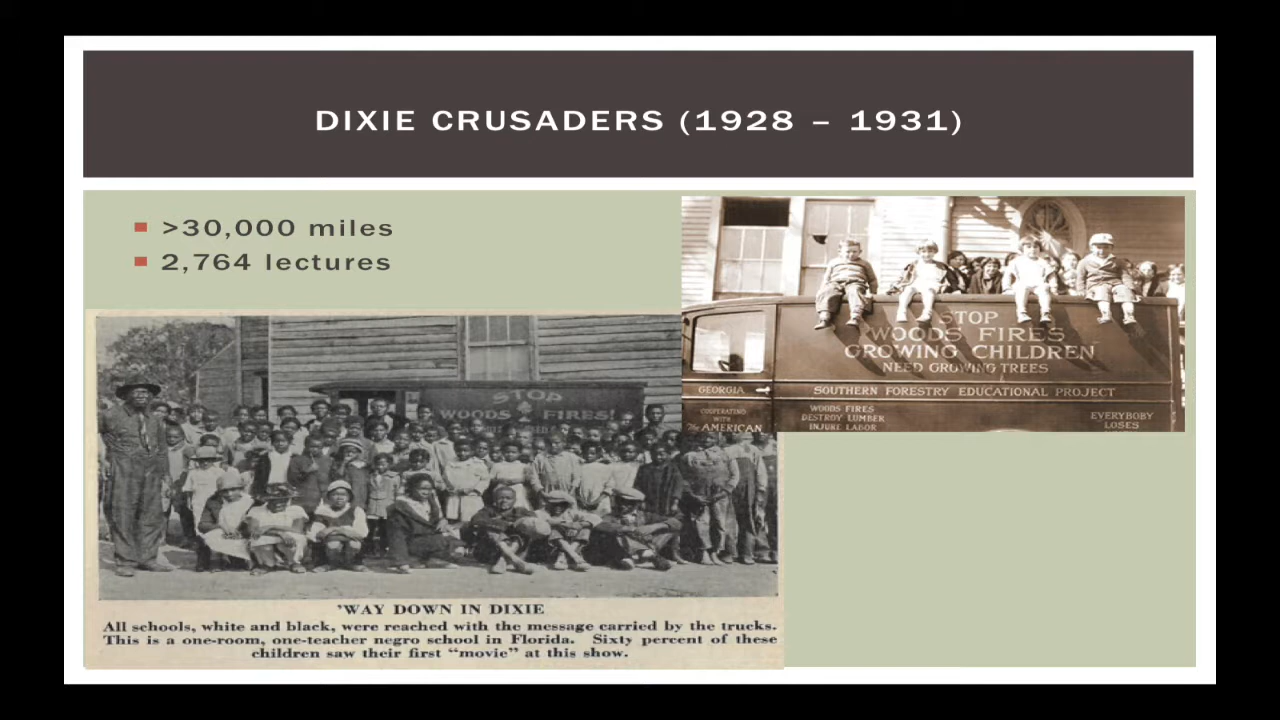 DIXIE CRUSADERS (1928 – 1931)
>30,000 miles
2,764 lectures
STOP
WOODS FIRES
GROWING CHILDREN
NEED GROWING TREES
GEORGIA
SOUTHERN FORESTRY EDUCATIONAL PROJECT
COOPERATING
WITH
The AMERICAN
WOODS FIRES
DESTROY LUMBER
INJURE LABOR
EVERYBODY
LOSES
STOP
WOODS FIRES!
'WAY DOWN IN DIXIE
All schools, white and black, were reached with the message carried by the trucks.
This is a one-room, one-teacher negro school in Florida. Sixty percent of these
children saw their first “movie” at this show.